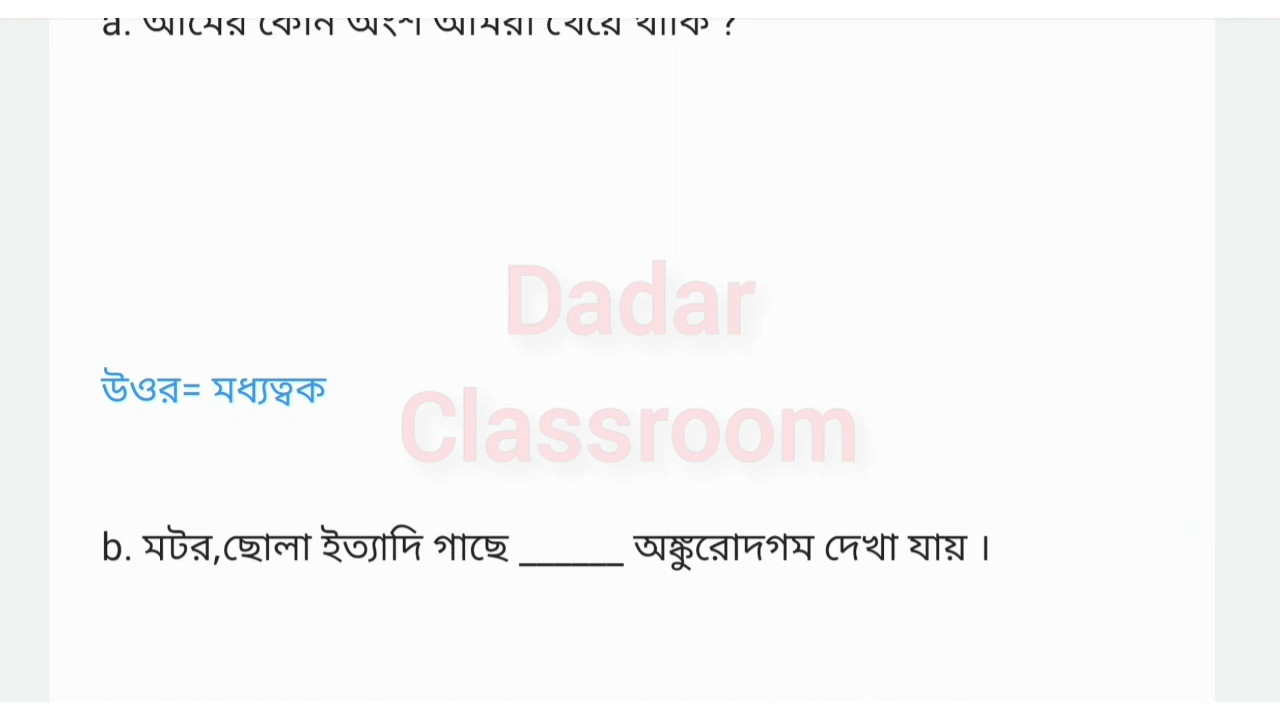 a. আমের কোন অংশ আমরা খেয়ে থাকি ?
Dadar
উওর= মধ্যত্বক
Classroom
b. মটর,ছোলা ইত্যাদি গাছে ______ অঙ্কুরোদগম দেখা যায় ।